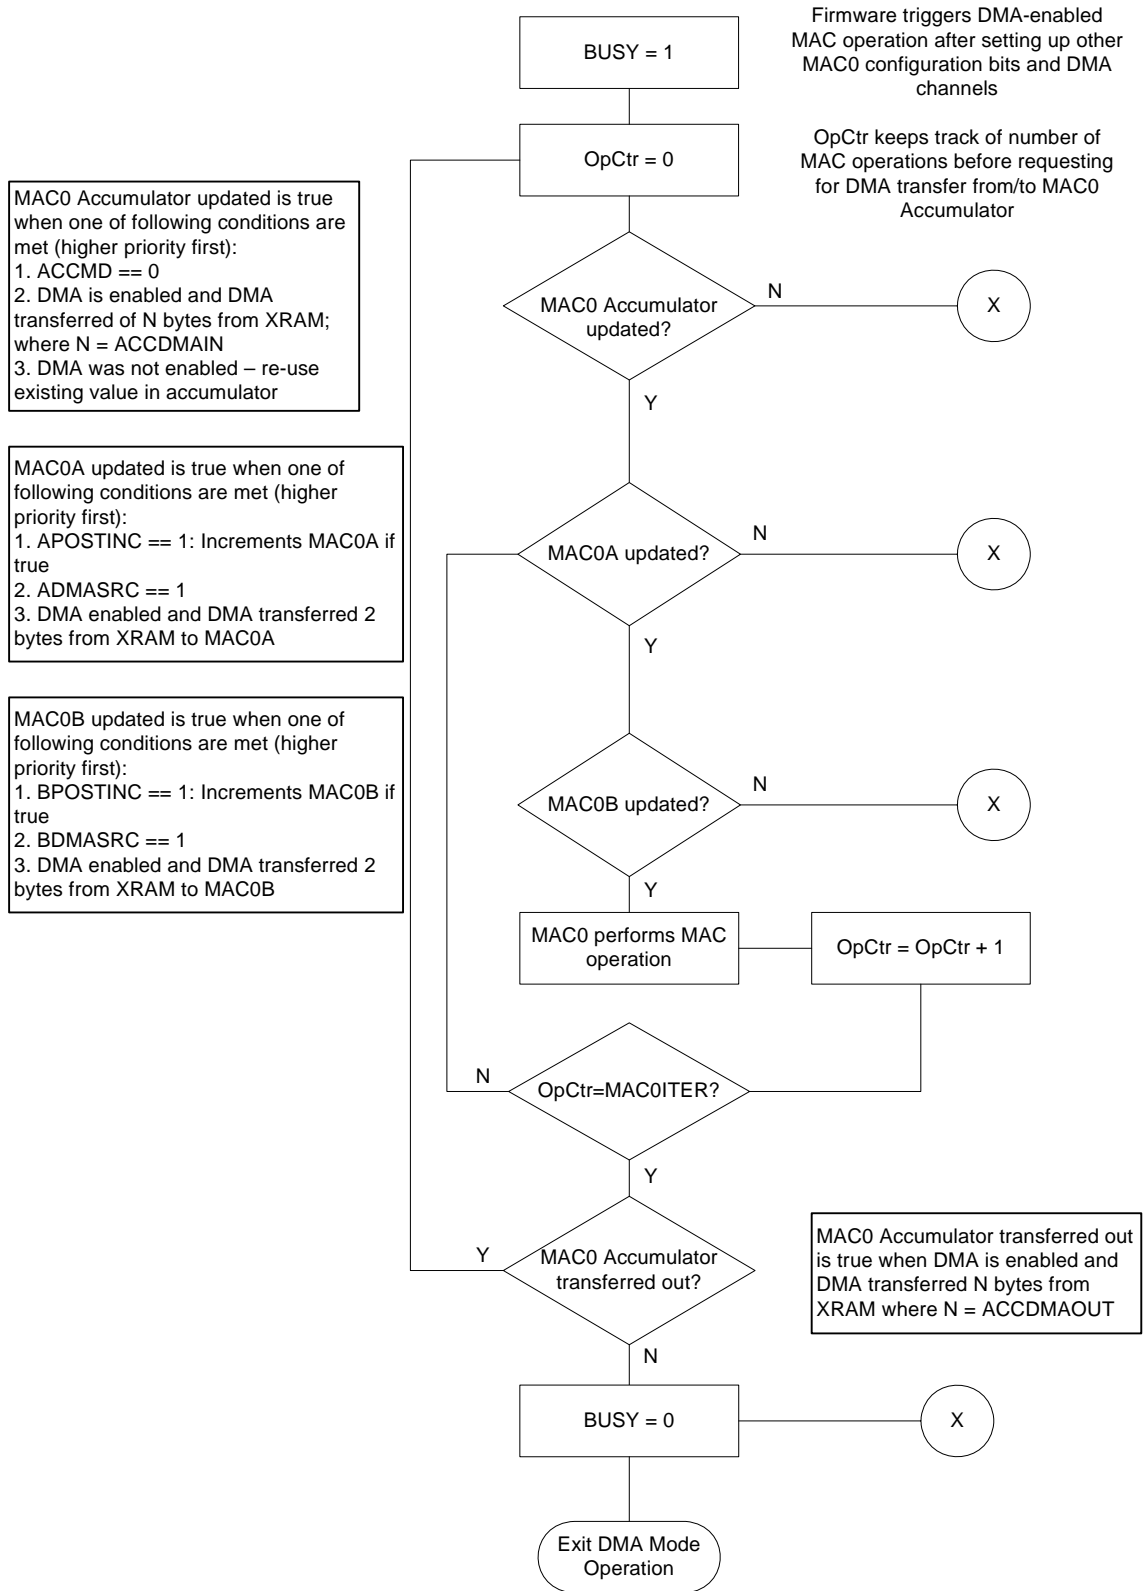 BUSY = 1
Firmware triggers DMA-enabled
MAC operation after setting up other
MAC0 configuration bits and DMA
channels
OpCtr = 0
OpCtr keeps track of number of
MAC operations before requesting
for DMA transfer from/to MAC0
Accumulator
MAC0 Accumulator updated is true
when one of following conditions are
met (higher priority first):
1. ACCMD == 0
2. DMA is enabled and DMA
transferred of N bytes from XRAM;
where N = ACCDMAIN
3. DMA was not enabled – re-use
existing value in accumulator
MAC0 Accumulator
updated?
N
X
Y
MAC0A updated is true when one of
following conditions are met (higher
priority first):
1. APOSTINC == 1: Increments MAC0A if
true
2. ADMASRC == 1
3. DMA enabled and DMA transferred 2
bytes from XRAM to MAC0A
MAC0A updated?
N
X
Y
MAC0B updated is true when one of
following conditions are met (higher
priority first):
1. BPOSTINC == 1: Increments MAC0B if
true
2. BDMASRC == 1
3. DMA enabled and DMA transferred 2
bytes from XRAM to MAC0B
MAC0B updated?
N
X
Y
MAC0 performs MAC
operation
OpCtr = OpCtr + 1
N
OpCtr=MAC0ITER?
Y
Y
MAC0 Accumulator
transferred out?
MAC0 Accumulator transferred out
is true when DMA is enabled and
DMA transferred N bytes from
XRAM where N = ACCDMAOUT
N
BUSY = 0
X
Exit DMA Mode
Operation